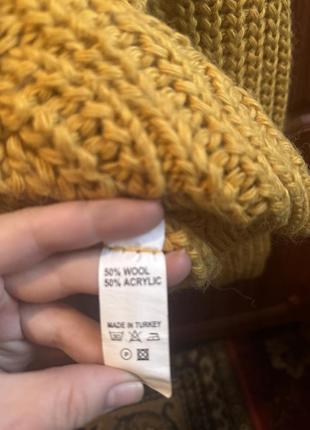 50% WOOL
50% ACRYLIC
MADE IN TURKEY
P